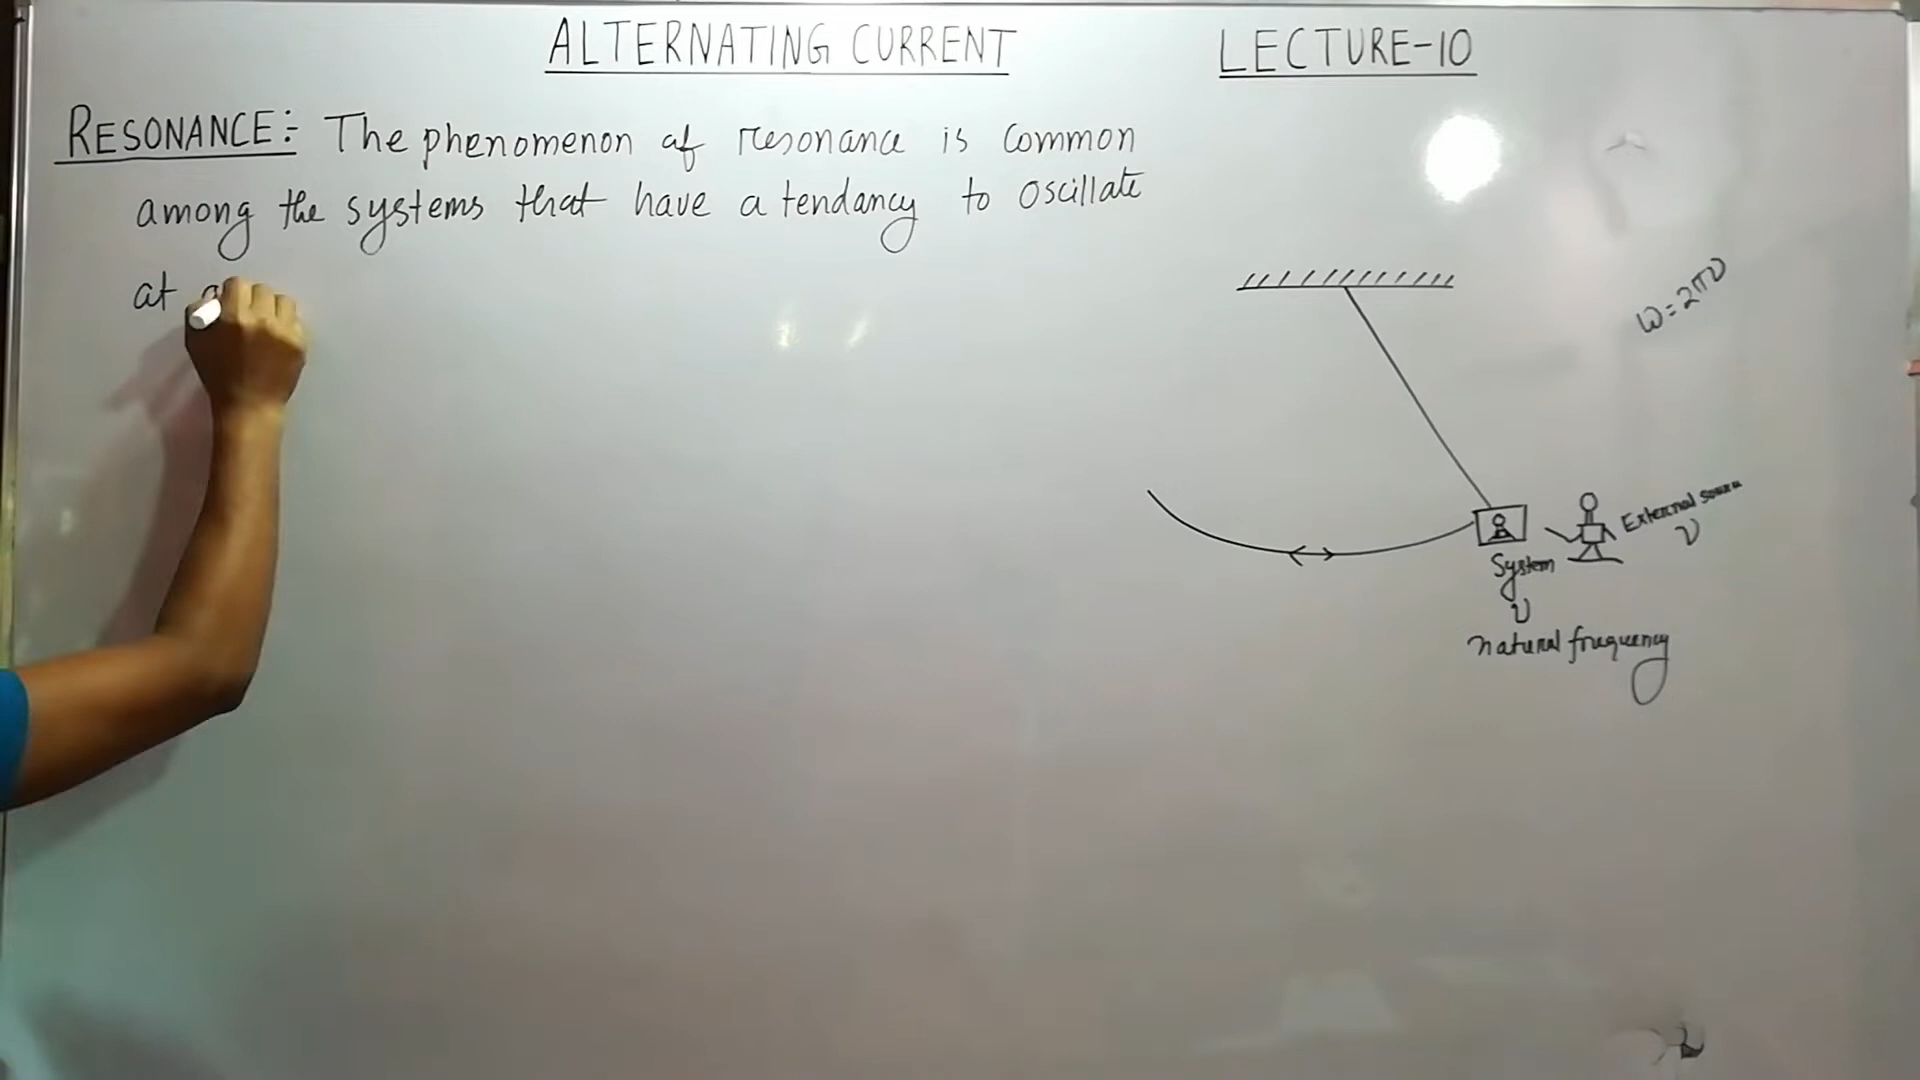 ALTERNATING CURRENT LECTURE-10
RESONANCE:- The phenomenon of resonance is common
among the systems that have a tendancy to oscillate
at
ω=2πν
External source
ν
System
ν
natural frequency